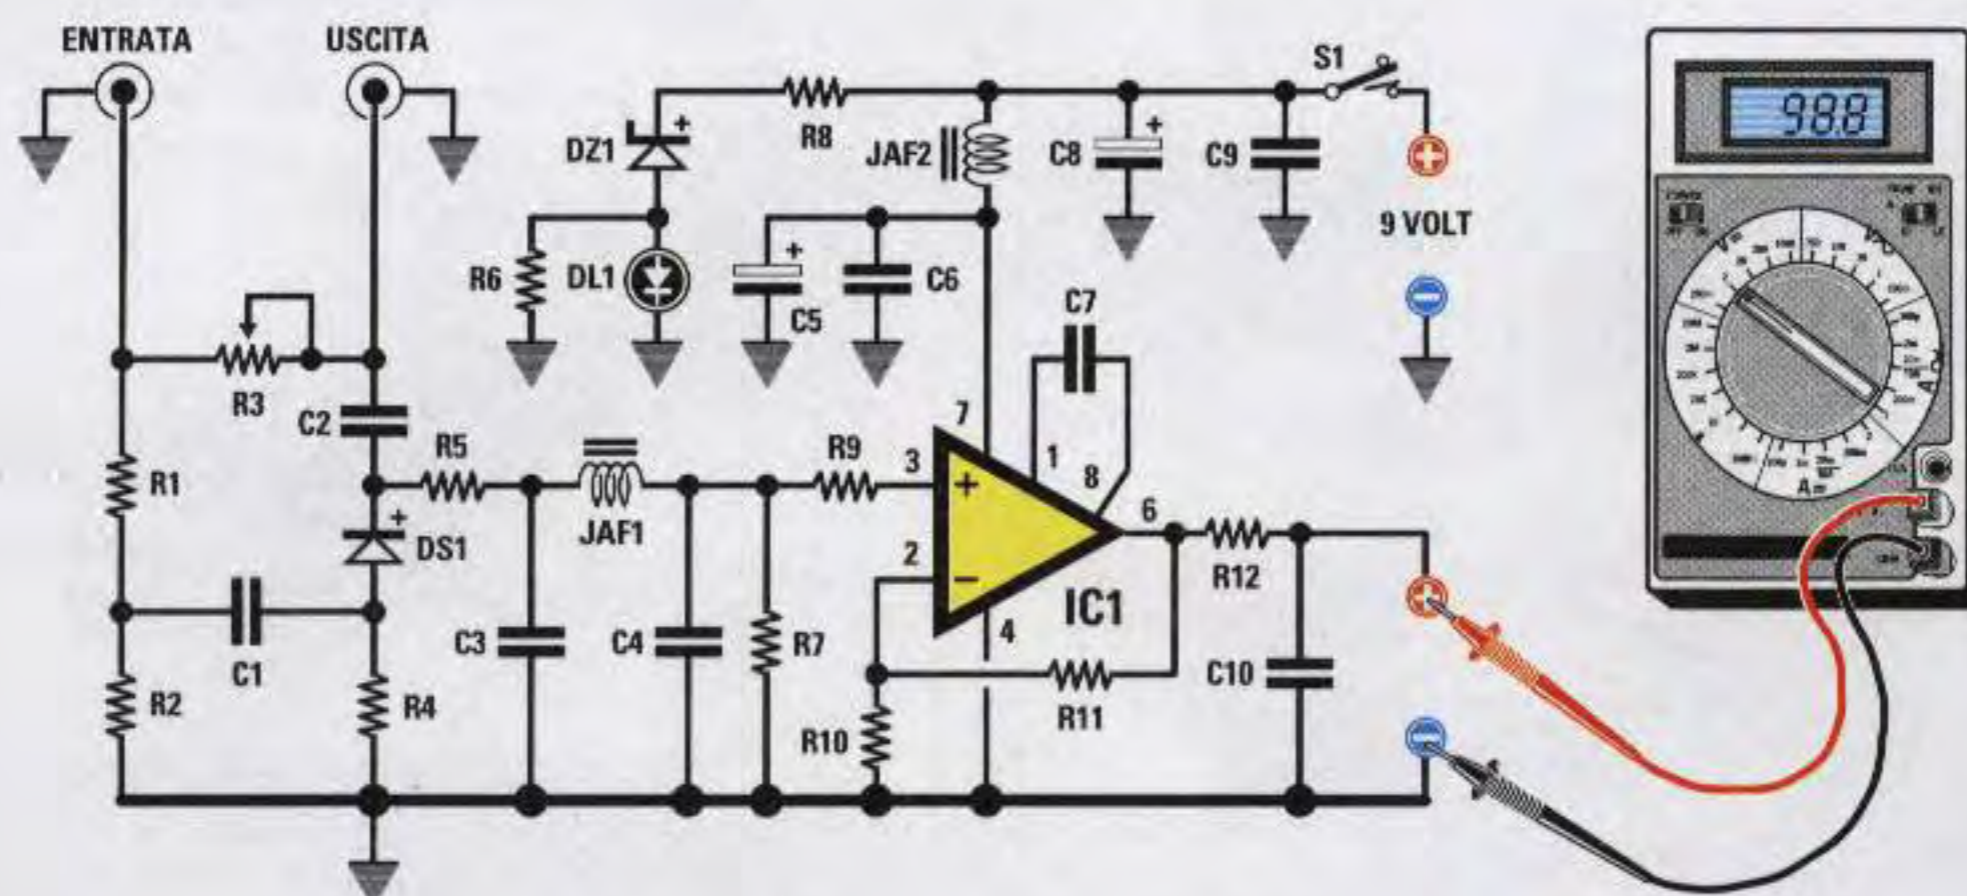 ENTRATA
USCITA
S1
R8
DZ1
JAF2
C8
C9
+
+
+
9 VOLT
988
R6
DL1
C5
C6
+
C7
R3
C2
R5
R1
JAF1
R9
3
7
1
8
6
+
DS1
+
2
−
IC1
4
R12
C1
R2
R4
C3
C4
R7
R10
R11
C10
A